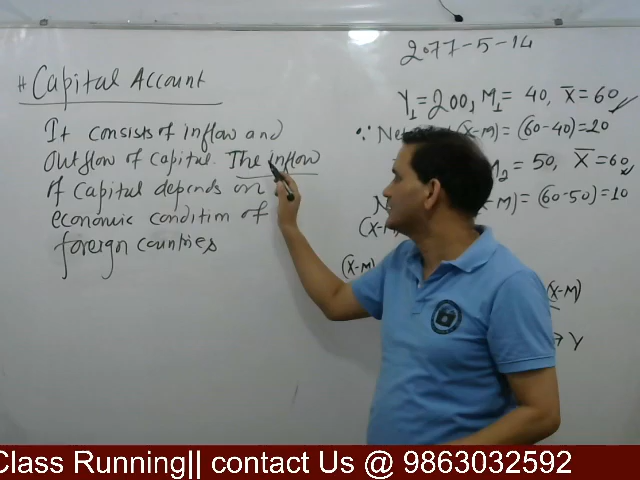 2077-5-14
# Capital Account
It consists of inflow and
outflow of capital. The inflow
of capital depends on
economic condition of
foreign countries
Y₁=200, M₁= 40, X̄=60
∵ Net (X-M) = (60-40)=20
M₂ = 50, X̄=60
X-M) = (60-50)=10
(X-M)
(X-M)
(X-M)
Y
Class Running|| contact Us @ 9863032592